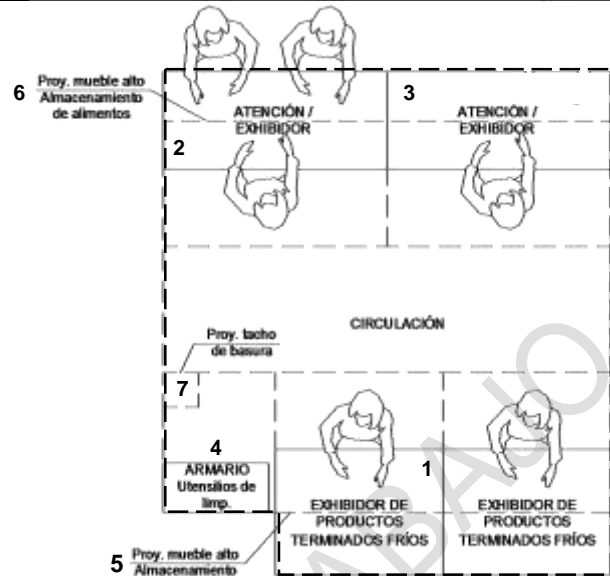 6
Proy. mueble alto
Almacenamiento
de alimentos
3
ATENCIÓN /
EXHIBIDOR
ATENCIÓN /
EXHIBIDOR
2
CIRCULACIÓN
Proy. tacho
de basura
7
4
ARMARIO
Utensilios de
limp.
1
EXHIBIDOR DE
PRODUCTOS
TERMINADOS FRÍOS
EXHIBIDOR DE
PRODUCTOS
TERMINADOS FRÍOS
5
Proy. mueble alto
Almacenamiento
ABAJO